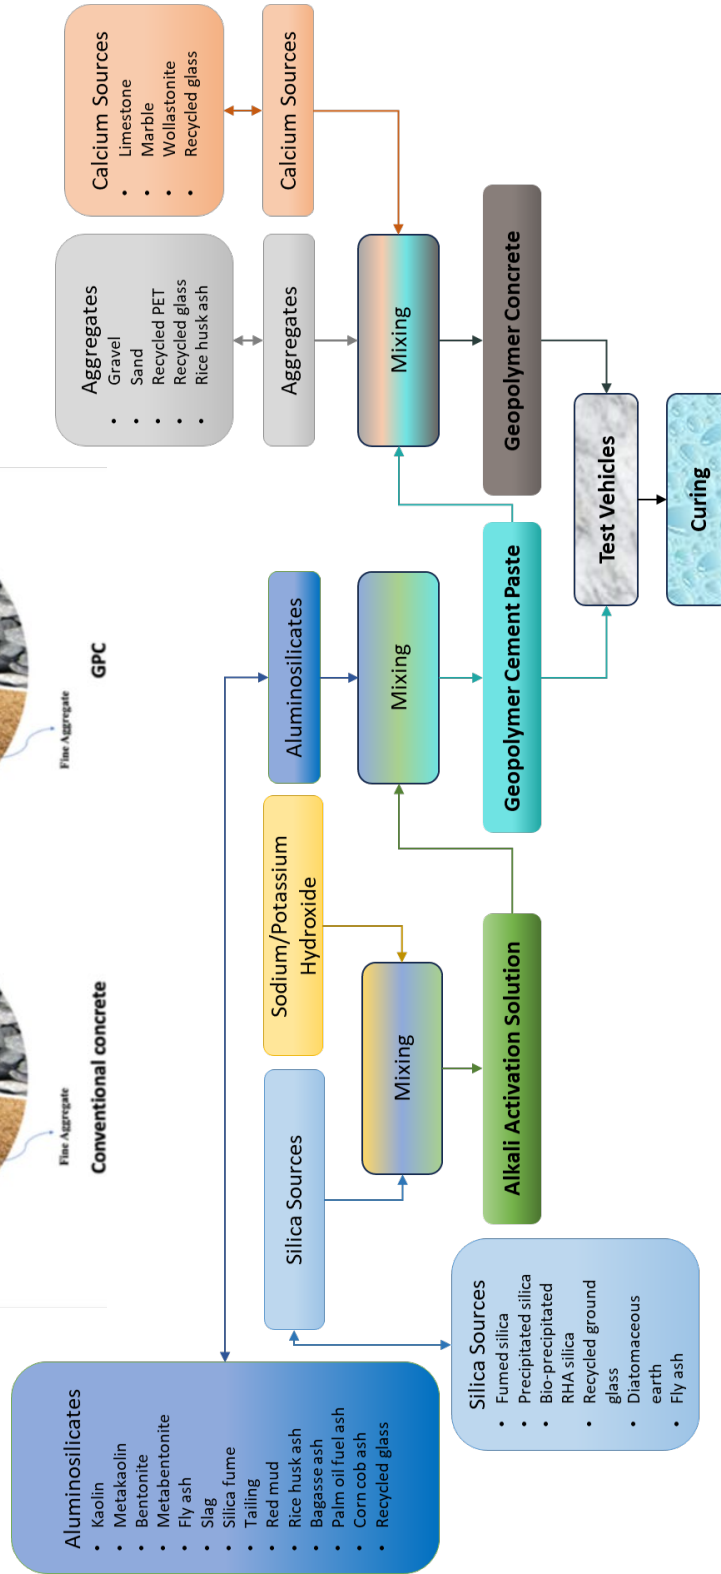 Fine Aggregate
Conventional concrete
Fine Aggregate
GPC
Aluminosilicates
• Kaolin
• Metakaolin
• Bentonite
• Metabentonite
• Fly ash
• Slag
• Silica fume
• Tailing
• Red mud
• Rice husk ash
• Bagasse ash
• Palm oil fuel ash
• Corn cob ash
• Recycled glass
Silica Sources
• Fumed silica
• Precipitated silica
• Bio-precipitated
RHA silica
• Recycled ground
glass
• Diatomaceous
earth
• Fly ash
Silica Sources
Sodium/Potassium
Hydroxide
Mixing
Alkali Activation Solution
Aluminosilicates
Mixing
Geopolymer Cement Paste
Aggregates
• Gravel
• Sand
• Recycled PET
• Recycled glass
• Rice husk ash
Calcium Sources
• Limestone
• Marble
• Wollastonite
• Recycled glass
Aggregates
Calcium Sources
Mixing
Geopolymer Concrete
Test Vehicles
Curing